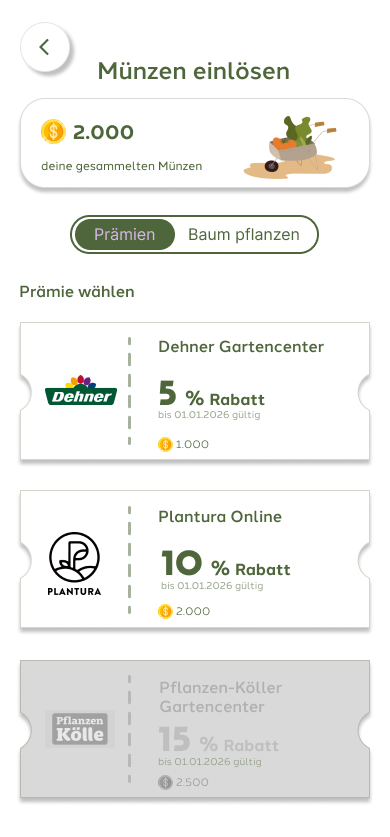 Münzen einlösen
2.000
deine gesammelten Münzen
Prämien
Baum pflanzen
Prämie wählen
Dehner Gartencenter
Dehner
5 % Rabatt
bis 01.01.2026 gültig
1.000
Plantura Online
PLANTURA
10 % Rabatt
bis 01.01.2026 gültig
2.000
Pflanzen-Köller
Gartencenter
Pflanzen
Kölle
15 % Rabatt
bis 01.01.2026 gültig
2.500